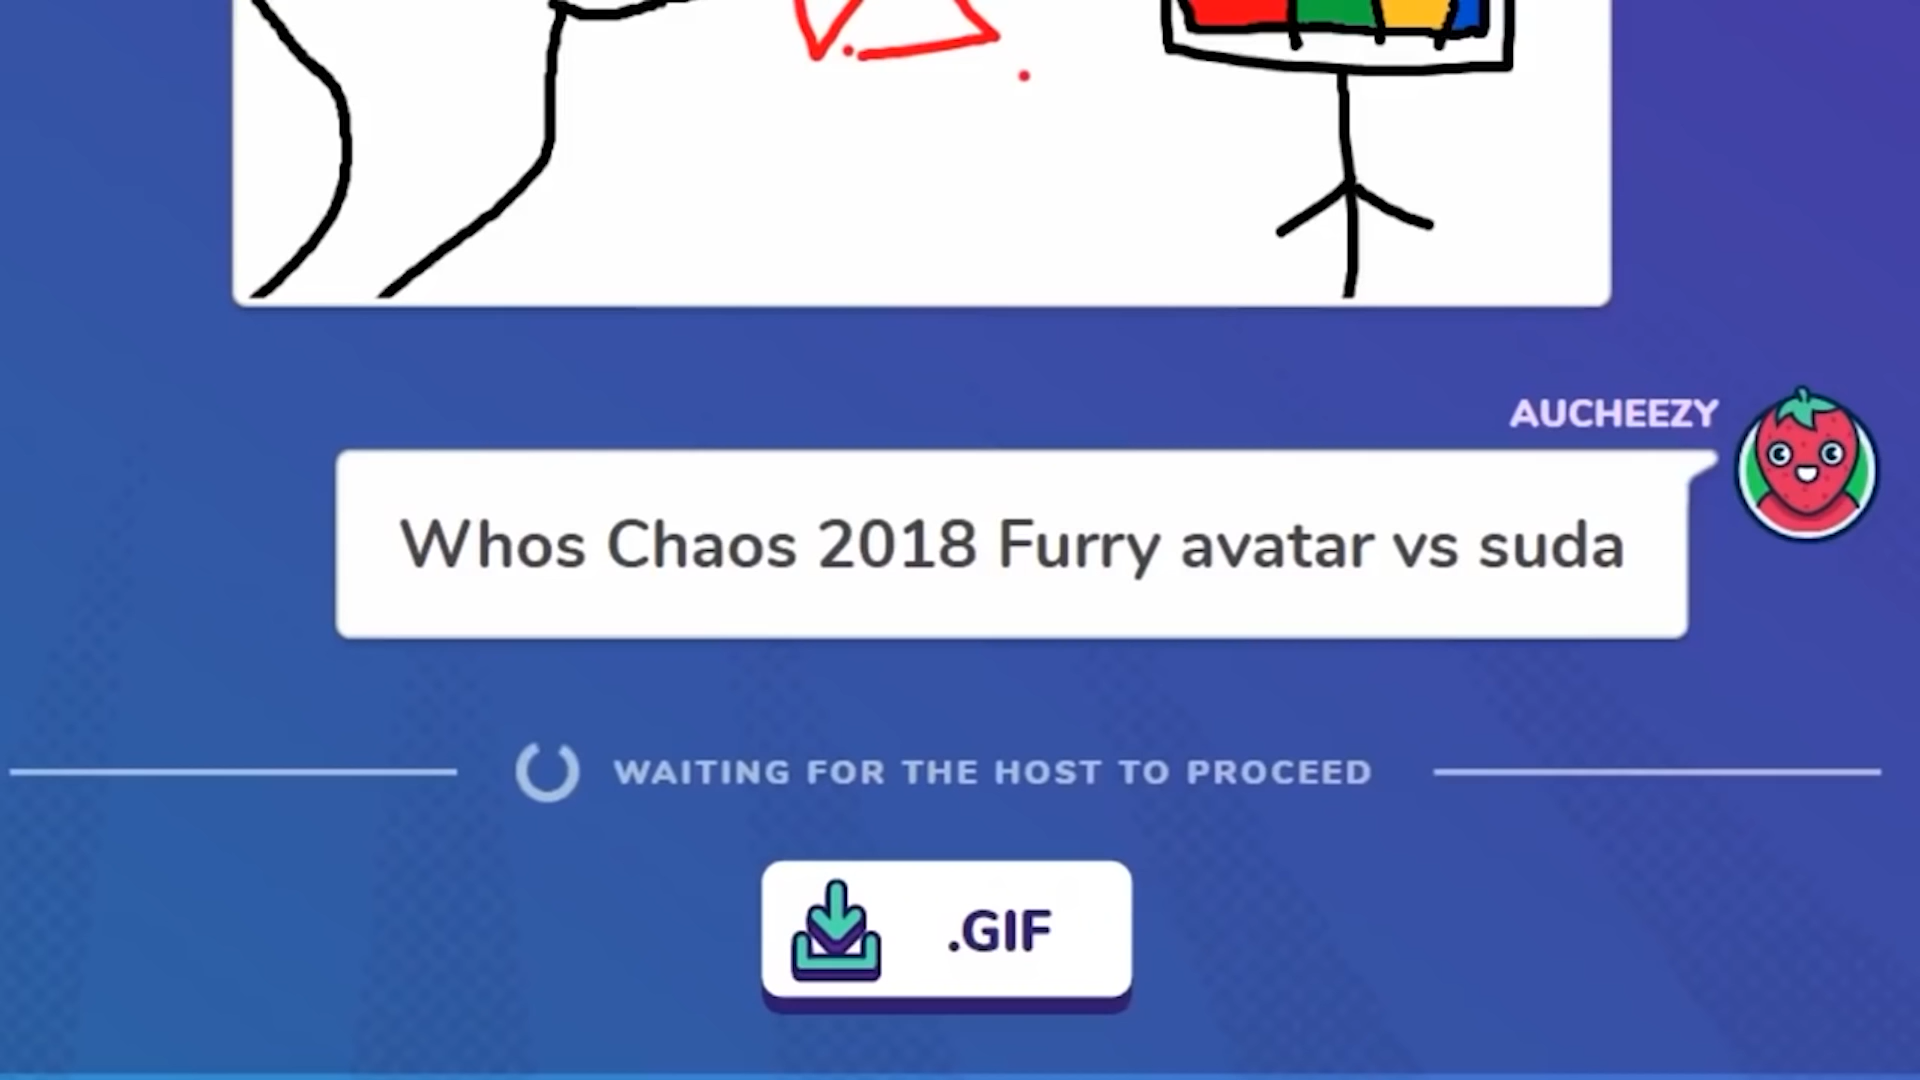 AUCHEEZY
Whos Chaos 2018 Furry avatar vs suda
WAITING FOR THE HOST TO PROCEED
.GIF